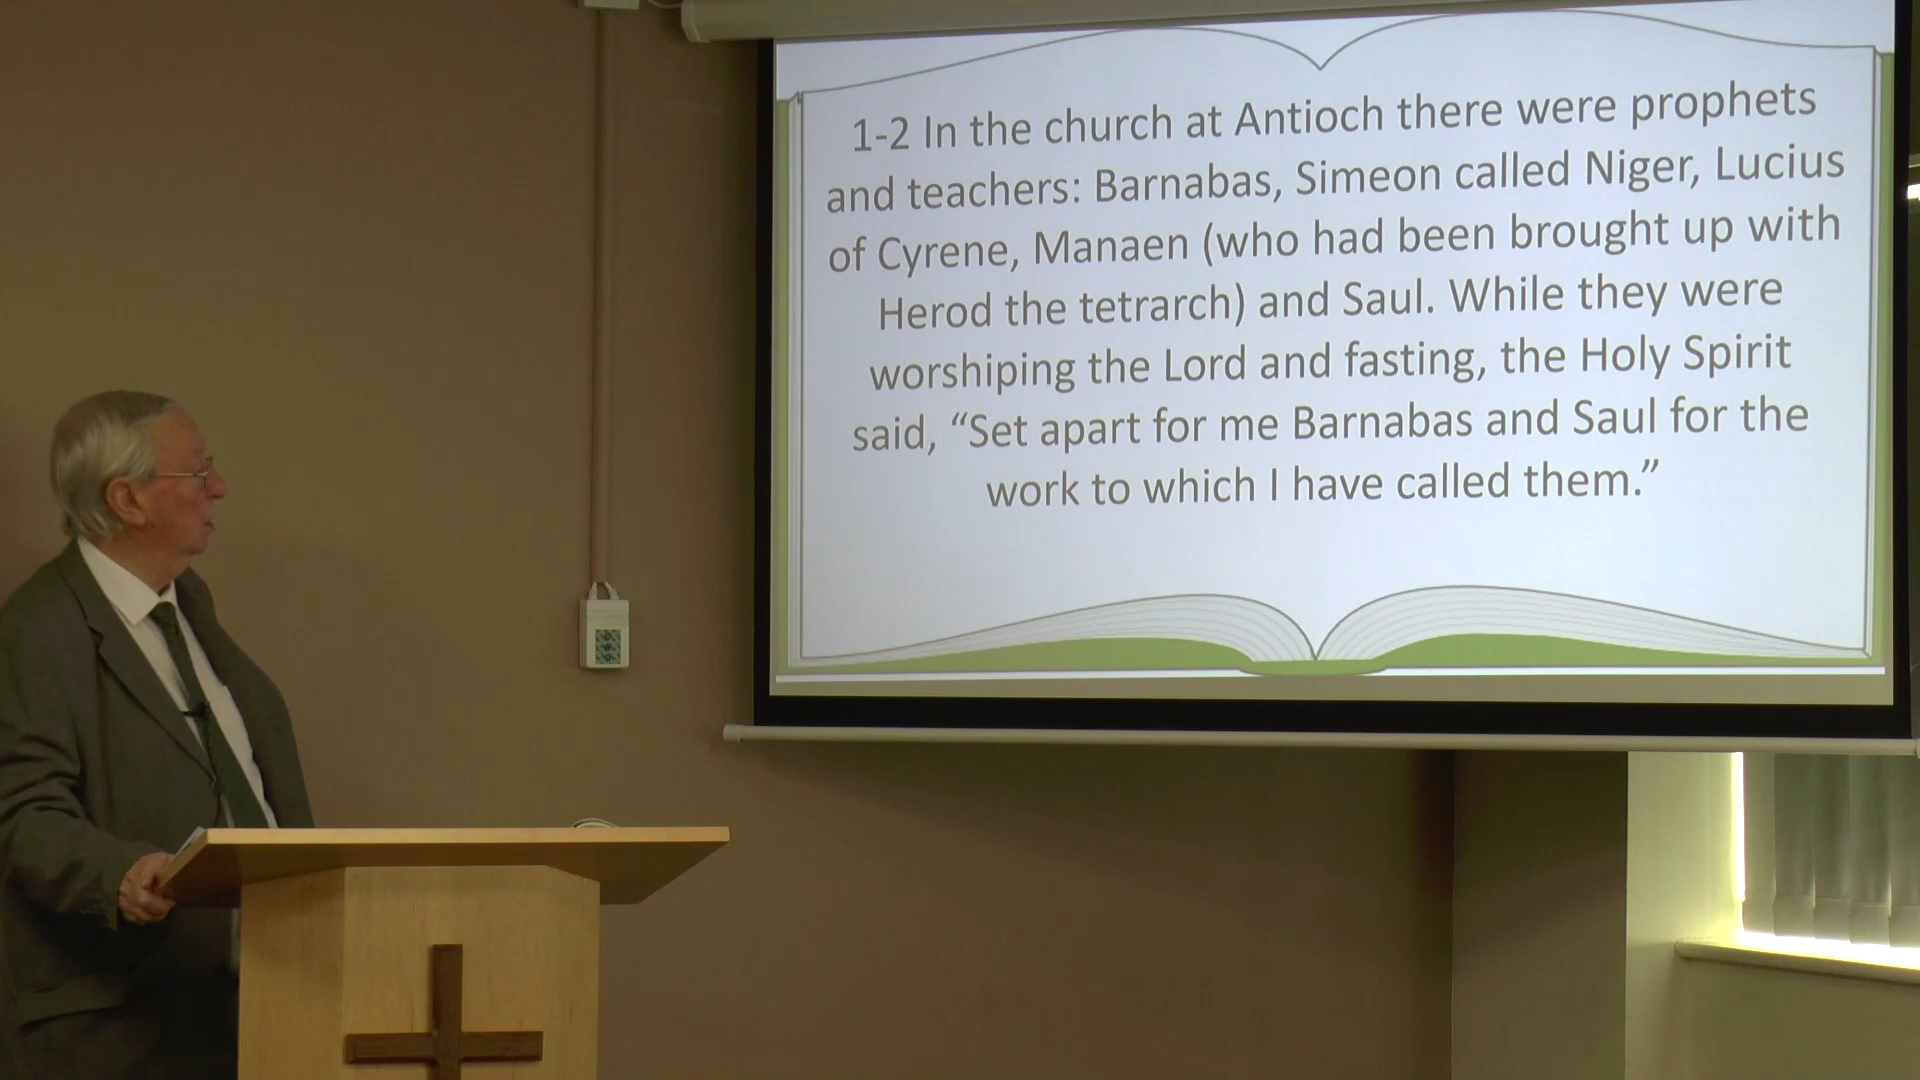 1-2 In the church at Antioch there were prophets
and teachers: Barnabas, Simeon called Niger, Lucius
of Cyrene, Manaen (who had been brought up with
Herod the tetrarch) and Saul. While they were
worshiping the Lord and fasting, the Holy Spirit
said, “Set apart for me Barnabas and Saul for the
work to which I have called them.”